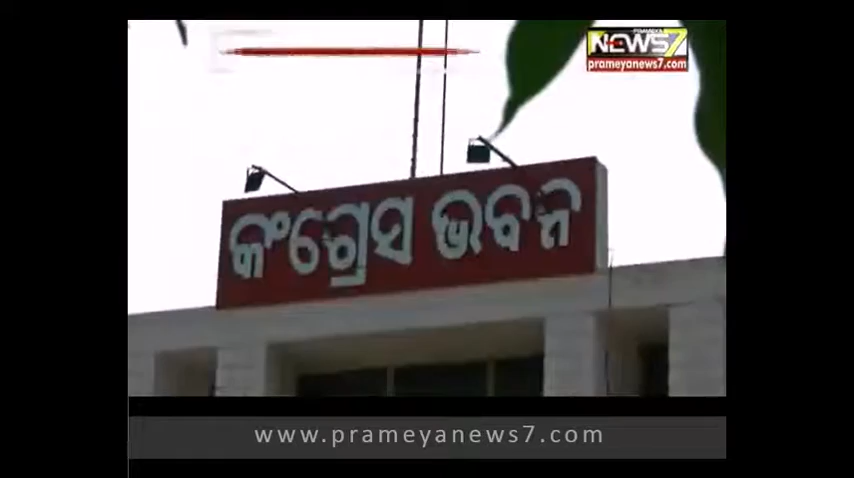 PRAMEYA
NEWS7
prameyanews7.com
କଂଗ୍ରେସ ଭବନ
www.prameyanews7.com